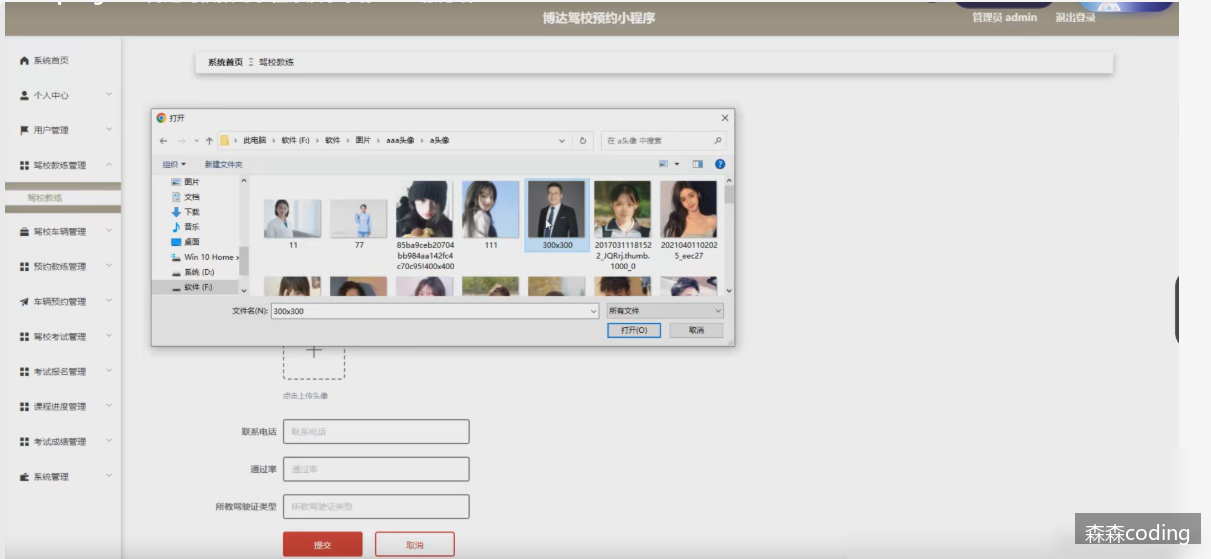 博达驾校预约小程序
管理员 admin
退出登录
系统首页
个人中心
用户管理
驾校教练管理
驾校教练
驾校车辆管理
预约教练管理
车辆预约管理
驾校考试管理
考试报名管理
课程进度管理
考试成绩管理
系统管理
系统首页
驾校教练
打开
此电脑 › 软件 (F:) › 软件 › 图片 › aaa头像 › a头像
在 a头像 中搜索
组织
新建文件夹
图片
文档
下载
音乐
桌面
Win 10 Home
系统 (D:)
软件 (F:)
11
77
85ba9ceb20704
bb984aa142fc4
c70c95!400x400
111
300x300
2017031118152
2_JQRrj.thumb.
1000_0
2021040110202
5_eec27
文件名(N):
300x300
所有文件
打开(O)
取消
点击上传头像
联系电话
联系电话
通过率
通过率
所教驾驶证类型
所教驾驶证类型
提交
取消
森森coding